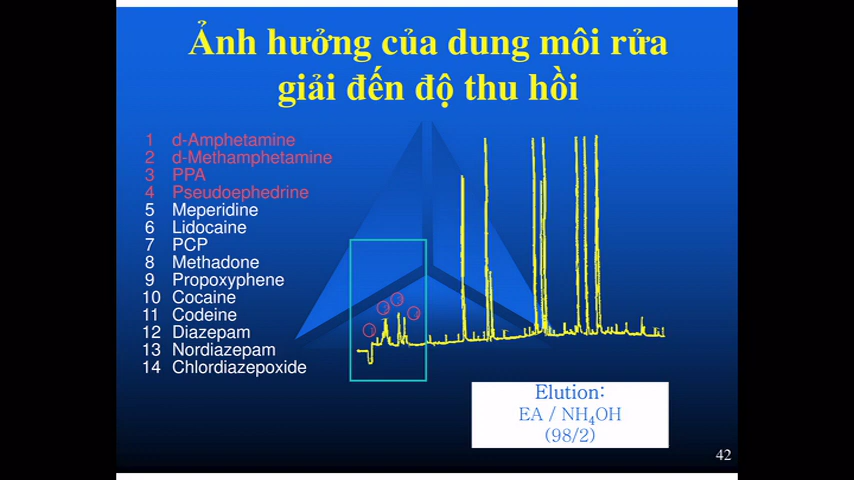 Ảnh hưởng của dung môi rửa
giải đến độ thu hồi
1 d-Amphetamine
2 d-Methamphetamine
3 PPA
4 Pseudoephedrine
5 Meperidine
6 Lidocaine
7 PCP
8 Methadone
9 Propoxyphene
10 Cocaine
11 Codeine
12 Diazepam
13 Nordiazepam
14 Chlordiazepoxide
Elution:
EA / NH₄OH
(98/2)
42